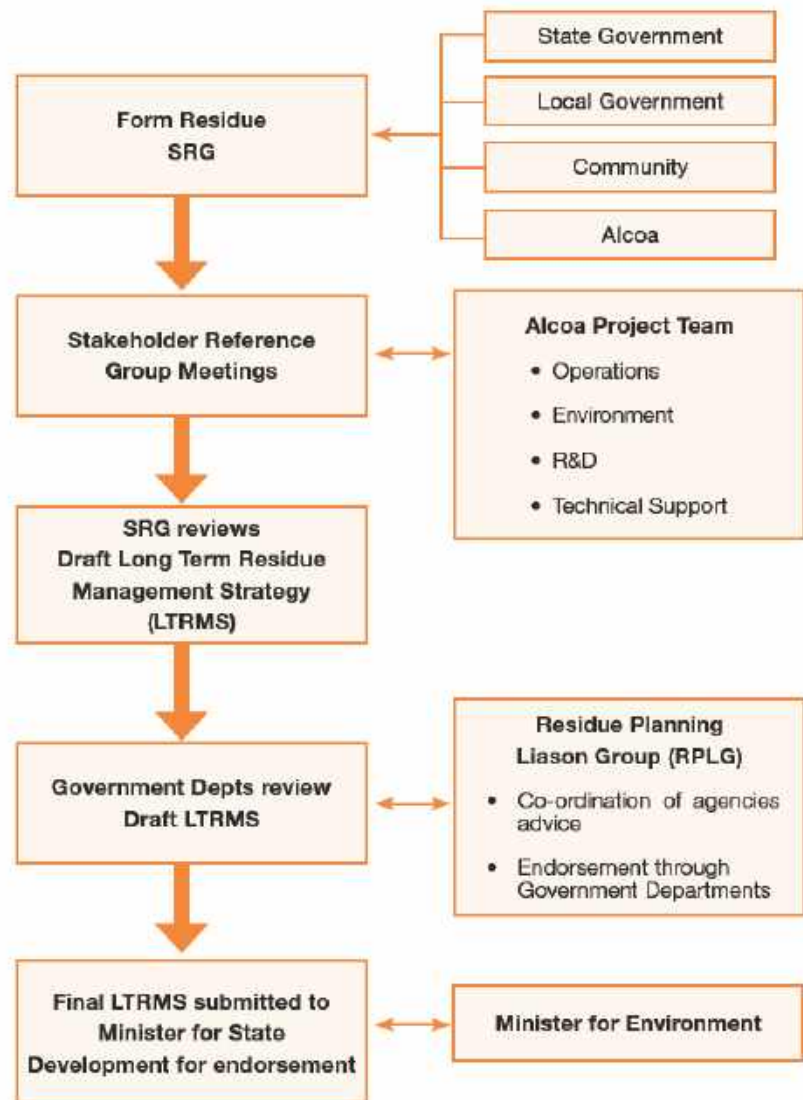 State Government
Local Government
Community
Alcoa
Form Residue
SRG
Stakeholder Reference
Group Meetings
Alcoa Project Team
• Operations
• Environment
• R&D
• Technical Support
SRG reviews
Draft Long Term Residue
Management Strategy
(LTRMS)
Government Depts review
Draft LTRMS
Residue Planning
Liason Group (RPLG)
• Co-ordination of agencies
advice
• Endorsement through
Government Departments
Final LTRMS submitted to
Minister for State
Development for endorsement
Minister for Environment